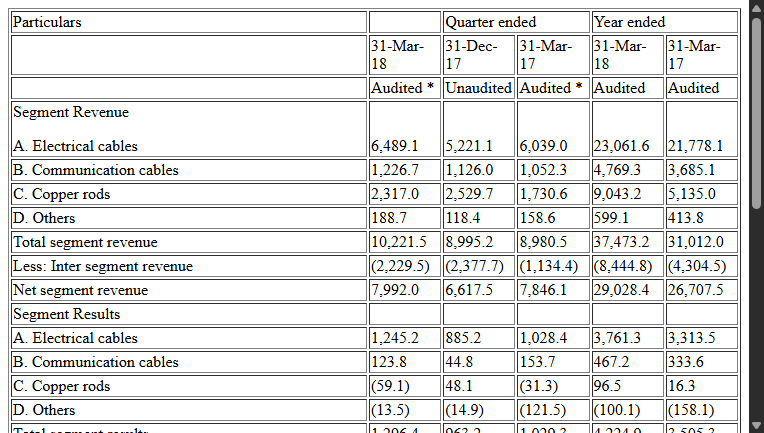 Particulars Quarter ended Year ended
31-Mar-18 31-Dec-17 31-Mar-17 31-Mar-18 31-Mar-17
Audited * Unaudited Audited * Audited Audited
Segment Revenue
A. Electrical cables 6,489.1 5,221.1 6,039.0 23,061.6 21,778.1
B. Communication cables 1,226.7 1,126.0 1,052.3 4,769.3 3,685.1
C. Copper rods 2,317.0 2,529.7 1,730.6 9,043.2 5,135.0
D. Others 188.7 118.4 158.6 599.1 413.8
Total segment revenue 10,221.5 8,995.2 8,980.5 37,473.2 31,012.0
Less: Inter segment revenue (2,229.5) (2,377.7) (1,134.4) (8,444.8) (4,304.5)
Net segment revenue 7,992.0 6,617.5 7,846.1 29,028.4 26,707.5
Segment Results
A. Electrical cables 1,245.2 885.2 1,028.4 3,761.3 3,313.5
B. Communication cables 123.8 44.8 153.7 467.2 333.6
C. Copper rods (59.1) 48.1 (31.3) 96.5 16.3
D. Others (13.5) (14.9) (121.5) (100.1) (158.1)
Total segment results